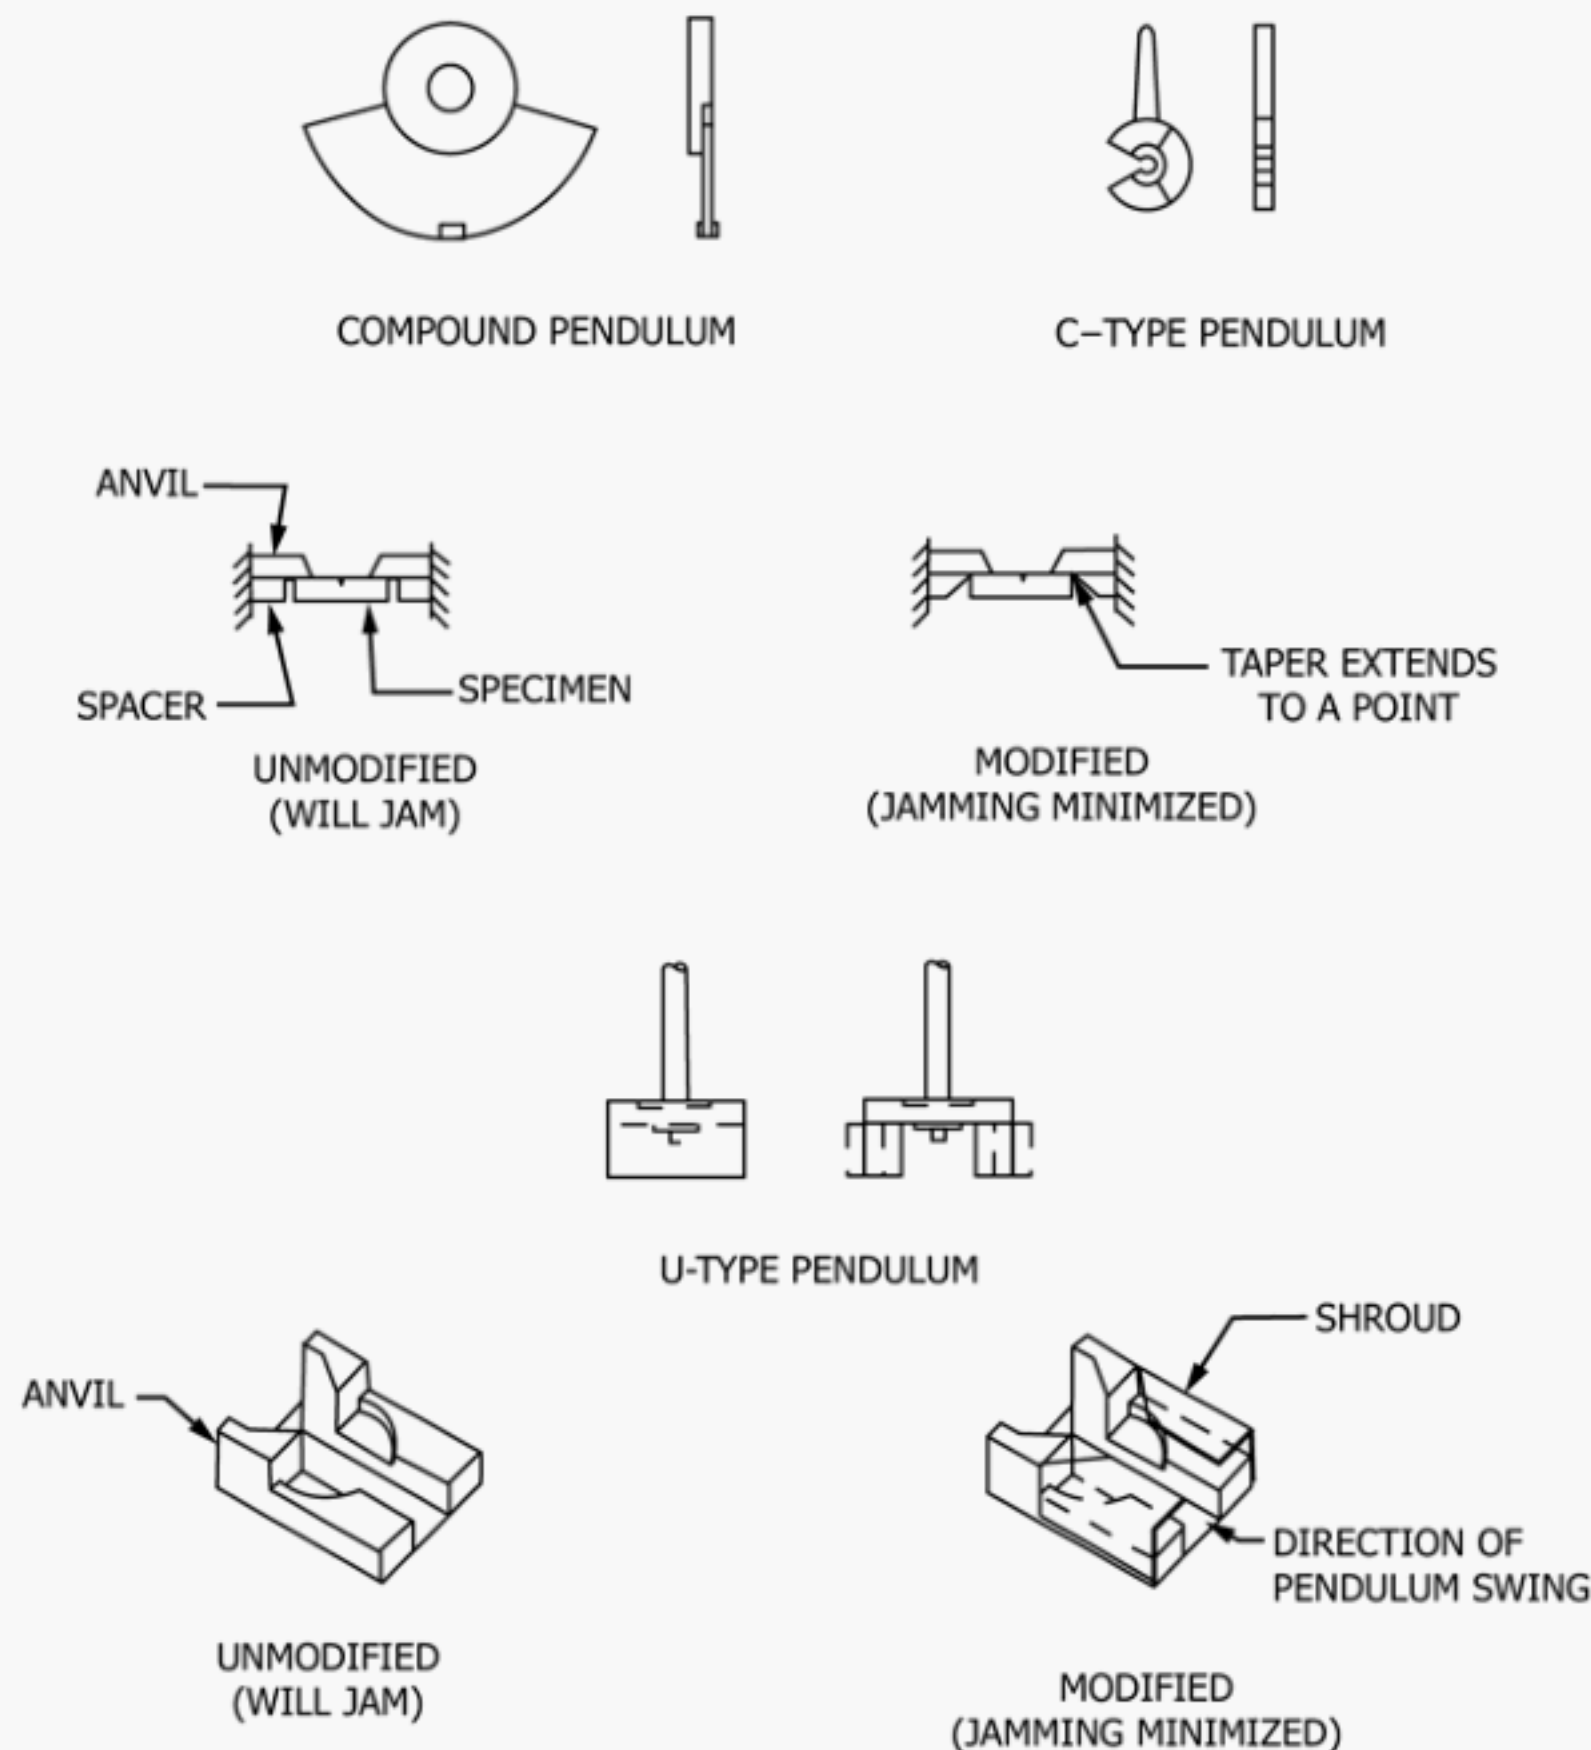 COMPOUND PENDULUM
C–TYPE PENDULUM
ANVIL
SPACER
SPECIMEN
UNMODIFIED
(WILL JAM)
TAPER EXTENDS
TO A POINT
MODIFIED
(JAMMING MINIMIZED)
U-TYPE PENDULUM
ANVIL
UNMODIFIED
(WILL JAM)
SHROUD
DIRECTION OF
PENDULUM SWING
MODIFIED
(JAMMING MINIMIZED)